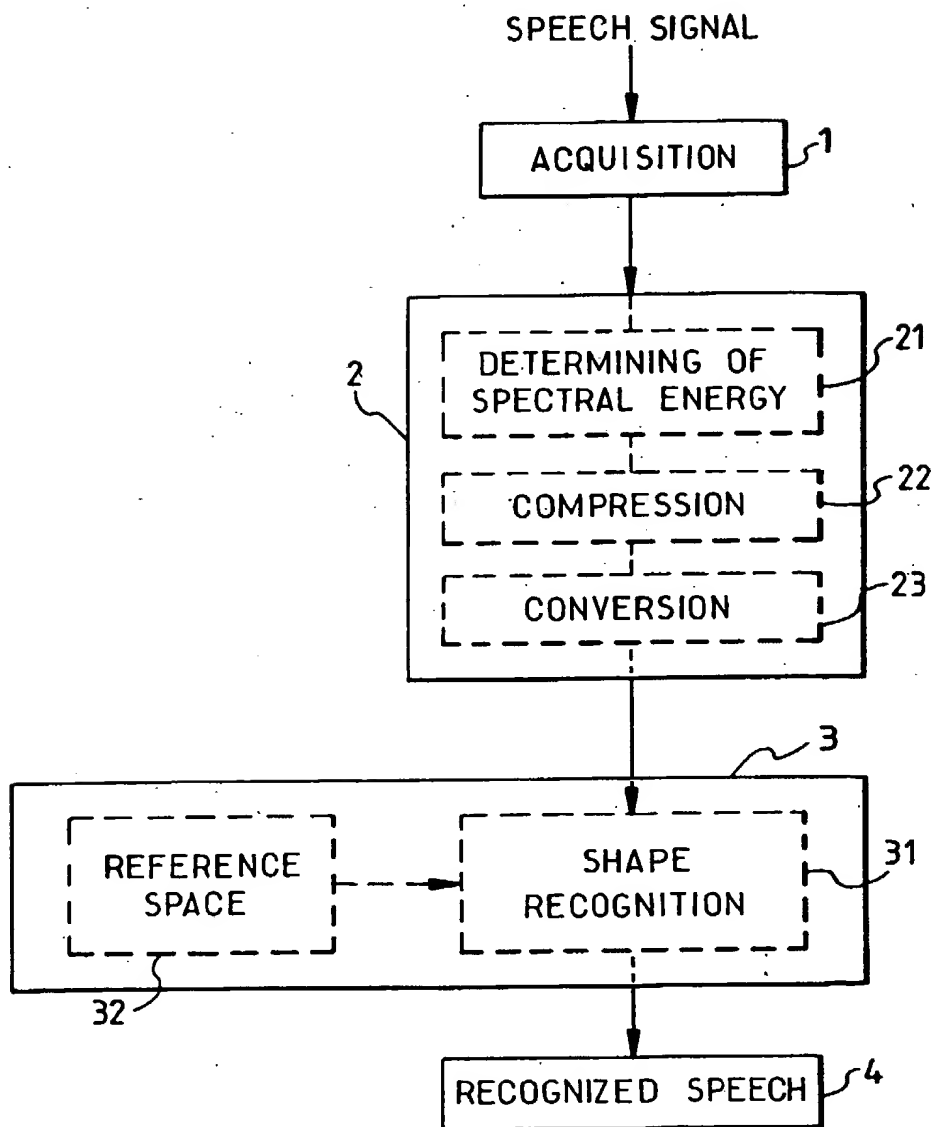 SPEECH SIGNAL
ACQUISITION
1
2
DETERMINING OF
SPECTRAL ENERGY
21
COMPRESSION
22
CONVERSION
23
3
REFERENCE
SPACE
32
SHAPE
RECOGNITION
31
RECOGNIZED SPEECH
4